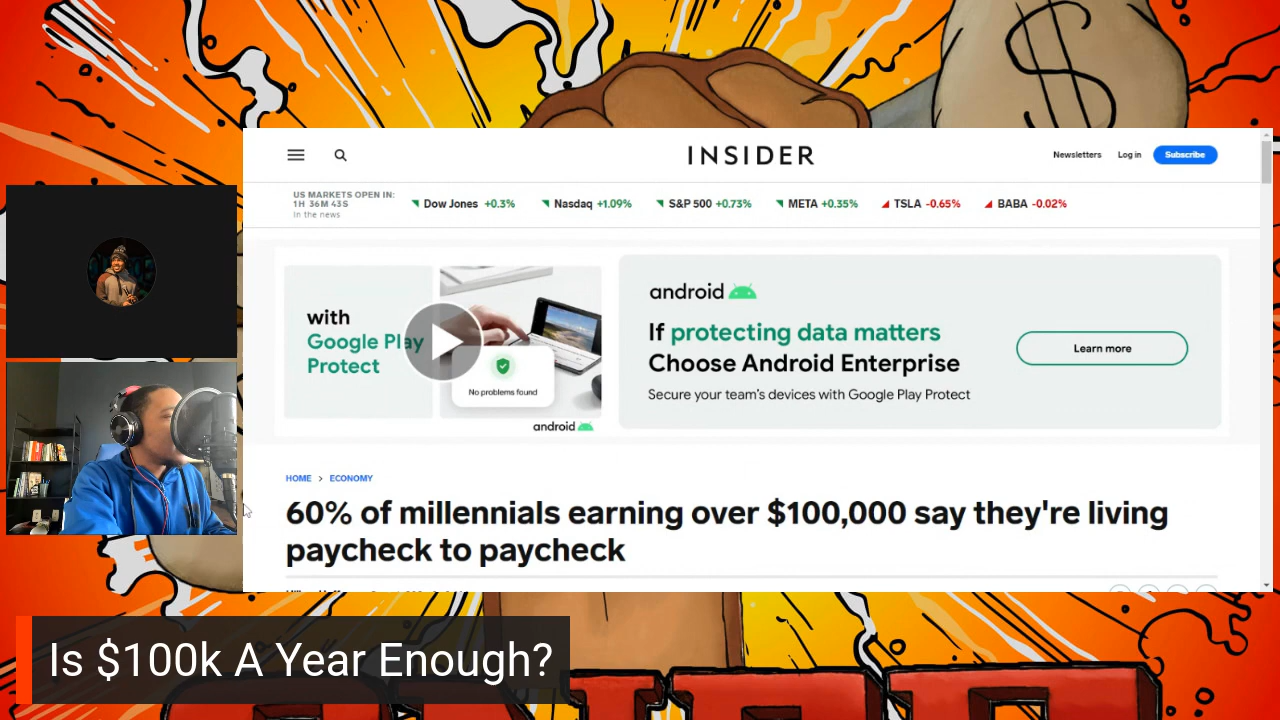 INSIDER
Newsletters Log in Subscribe
US MARKETS OPEN IN:
1H 36M 43S
In the news
Dow Jones +0.3% Nasdaq +1.09% S&P 500 +0.73% META +0.35% TSLA -0.65% BABA -0.02%
with
Google Play
Protect
No problems found
android
android
If protecting data matters
Choose Android Enterprise
Secure your team's devices with Google Play Protect
Learn more
HOME > ECONOMY
60% of millennials earning over $100,000 say they're living
paycheck to paycheck
Is $100k A Year Enough?